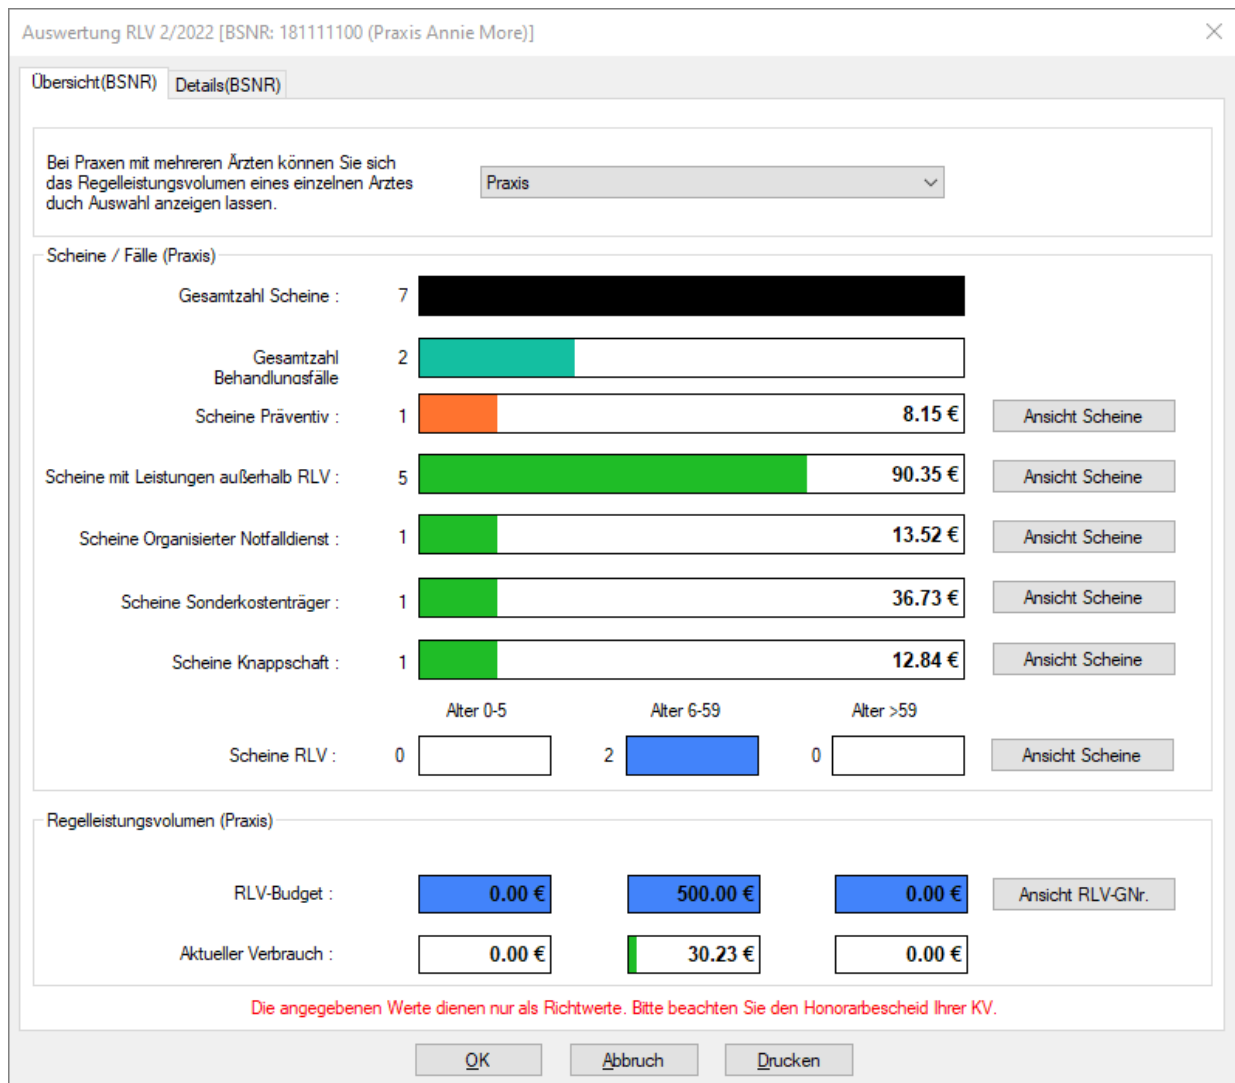 Auswertung RLV 2/2022 [BSNR: 181111100 (Praxis Annie More)]
Übersicht(BSNR) Details(BSNR)
Bei Praxen mit mehreren Ärzten können Sie sich
das Regelleistungsvolumen eines einzelnen Arztes
duch Auswahl anzeigen lassen.
Praxis
Scheine / Fälle (Praxis)
Gesamtzahl Scheine : 7
Gesamtzahl 2
Behandlungsfälle
Scheine Präventiv : 1 8.15 € Ansicht Scheine
Scheine mit Leistungen außerhalb RLV : 5 90.35 € Ansicht Scheine
Scheine Organisierter Notfalldienst : 1 13.52 € Ansicht Scheine
Scheine Sonderkostenträger : 1 36.73 € Ansicht Scheine
Scheine Knappschaft : 1 12.84 € Ansicht Scheine
Alter 0-5 Alter 6-59 Alter >59
Scheine RLV : 0 2 0 Ansicht Scheine
Regelleistungsvolumen (Praxis)
RLV-Budget : 0.00 € 500.00 € 0.00 € Ansicht RLV-GNr.
Aktueller Verbrauch : 0.00 € 30.23 € 0.00 €
Die angegebenen Werte dienen nur als Richtwerte. Bitte beachten Sie den Honorarbescheid Ihrer KV.
OK Abbruch Drucken